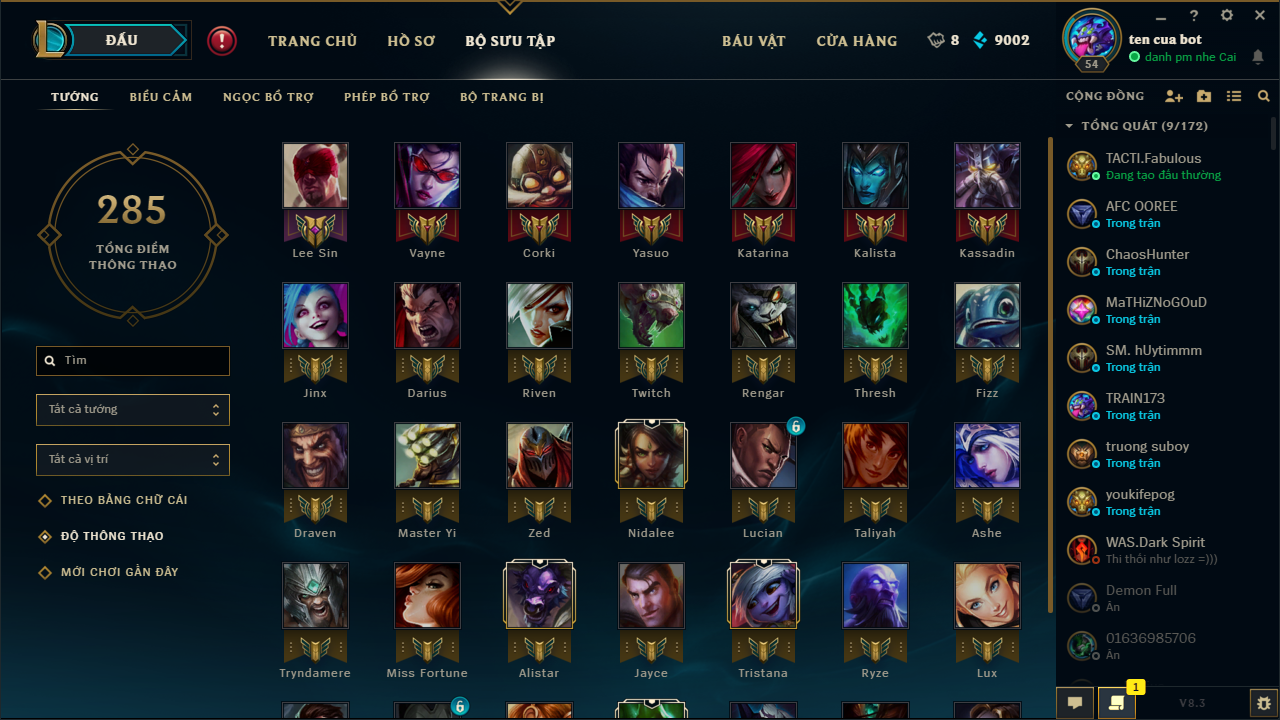 ĐẤU
!
TRANG CHỦ
HỒ SƠ
BỘ SƯU TẬP
BÁU VẬT
CỬA HÀNG
8
9002
?
54
ten cua bot
danh pm nhe Cai
TƯỚNG
BIỂU CẢM
NGỌC BỔ TRỢ
PHÉP BỔ TRỢ
BỘ TRANG BỊ
285
TỔNG ĐIỂM
THÔNG THẠO
Tìm
Tất cả tướng
Tất cả vị trí
THEO BẢNG CHỮ CÁI
ĐỘ THÔNG THẠO
MỚI CHƠI GẦN ĐÂY
Lee Sin
Vayne
Corki
Yasuo
Katarina
Kalista
Kassadin
Jinx
Darius
Riven
Twitch
Rengar
Thresh
Fizz
6
Draven
Master Yi
Zed
Nidalee
Lucian
Taliyah
Ashe
Tryndamere
Miss Fortune
Alistar
Jayce
Tristana
Ryze
Lux
6
CỘNG ĐỒNG
TỔNG QUÁT (9/172)
TACTI.Fabulous
Đang tạo đấu thường
AFC OOREE
Trong trận
ChaosHunter
Trong trận
MaTHiZNoGOuD
Trong trận
SM. hUytimmm
Trong trận
TRAIN173
Trong trận
truong suboy
Trong trận
youkifepog
Trong trận
WAS.Dark Spirit
Thi thôi như lozz =)))
Demon Full
Ẩn
01636985706
Ẩn
1
V8.3